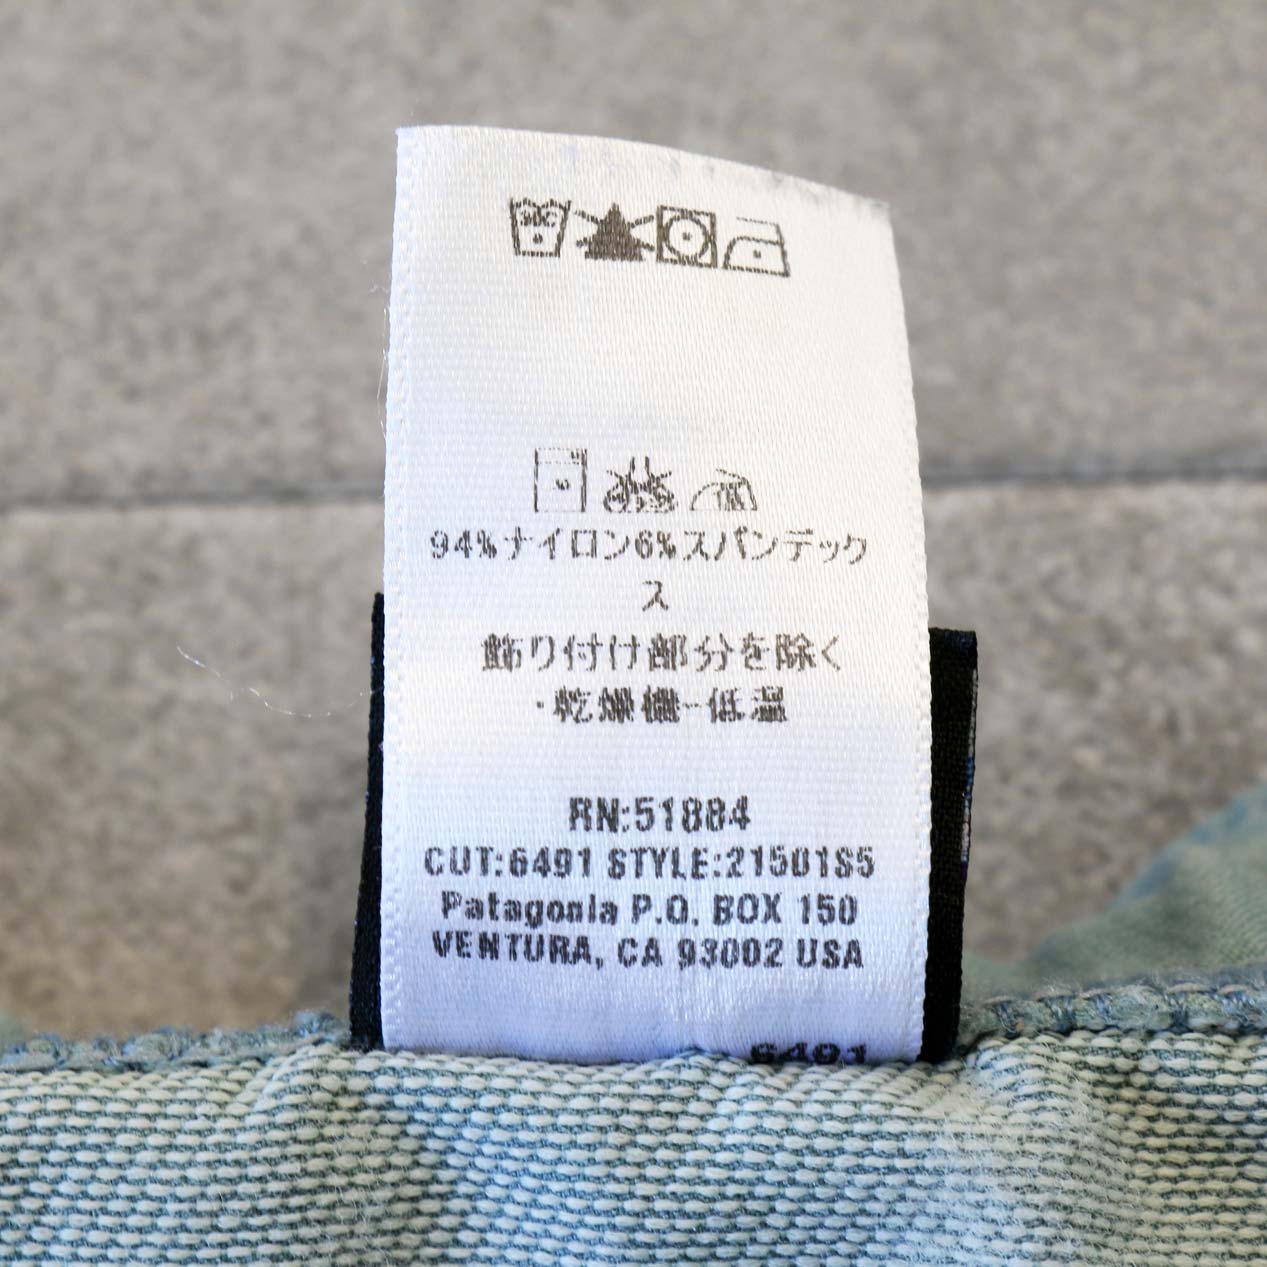 94%ナイロン6%スパンデック
ス
飾り付け部分を除く
・乾燥機-低温
RN:51884
CUT:6491 STYLE:21501S5
Patagonia P.O. BOX 150
VENTURA, CA 93002 USA
6491